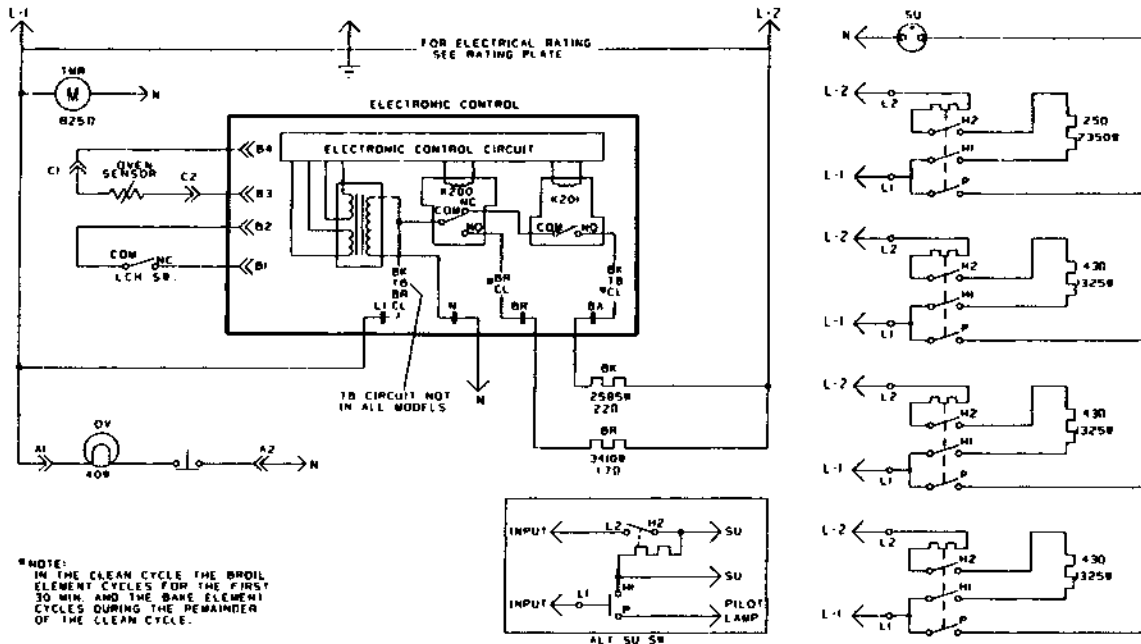 L-1
L-2
FOR ELECTRICAL RATING
SEE RATING PLATE
TMR
M
N
825Ω
ELECTRONIC CONTROL
ELECTRONIC CONTROL CIRCUIT
B4
C1
OVEN
SENSOR
C2
B3
B2
COM
NC
LCH SW.
B1
K200
NC
COM
NO
K201
COM
NO
BK
TB
BR
CL
*BR
CL
BK
TB
*CL
L1
N
BR
BA
TB CIRCUIT NOT
IN ALL MODELS
N
BK
2585W
22Ω
BR
3410W
17Ω
OV
A1
40W
A2
N
*NOTE:
IN THE CLEAN CYCLE THE BROIL
ELEMENT CYCLES FOR THE FIRST
30 MIN. AND THE BAKE ELEMENT
CYCLES DURING THE REMAINDER
OF THE CLEAN CYCLE.
INPUT
L2
H2
SU
SU
H1
INPUT
L1
P
PILOT
LAMP
ALT SU SW
SU
N
L-2
L2
H2
25Ω
2350W
H1
L-1
L1
P
L-2
L2
H2
43Ω
1325W
H1
L-1
L1
P
L-2
L2
H2
43Ω
1325W
H1
L-1
L1
P
L-2
L2
H2
43Ω
1325W
H1
L-1
L1
P